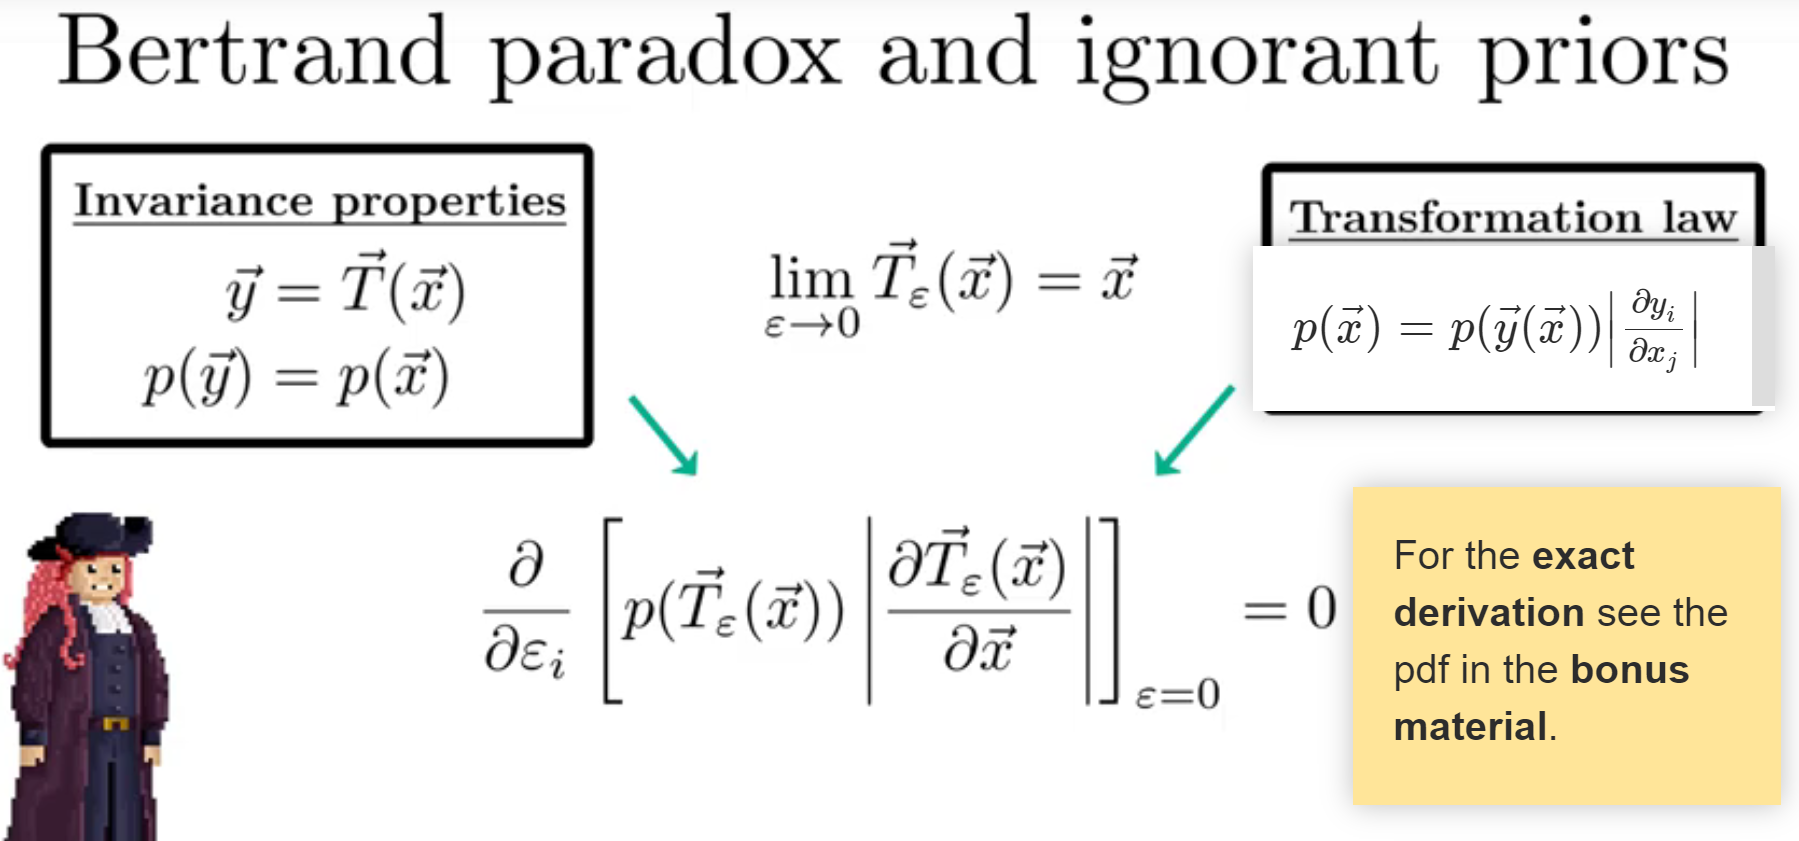 Bertrand paradox and ignorant priors
Invariance properties
$\vec{y} = \vec{T}(\vec{x})$
$p(\vec{y}) = p(\vec{x})$
$\lim_{\varepsilon \to 0} \vec{T}_{\varepsilon}(\vec{x}) = \vec{x}$
Transformation law
$p(\vec{x}) = p(\vec{y}(\vec{x})) \left| \frac{\partial y_i}{\partial x_j} \right|$
$\frac{\partial}{\partial \varepsilon_i} \left[ p(\vec{T}_{\varepsilon}(\vec{x})) \left| \frac{\partial \vec{T}_{\varepsilon}(\vec{x})}{\partial \vec{x}} \right| \right]_{\varepsilon=0} = 0$
For the exact
derivation see the
pdf in the bonus
material.